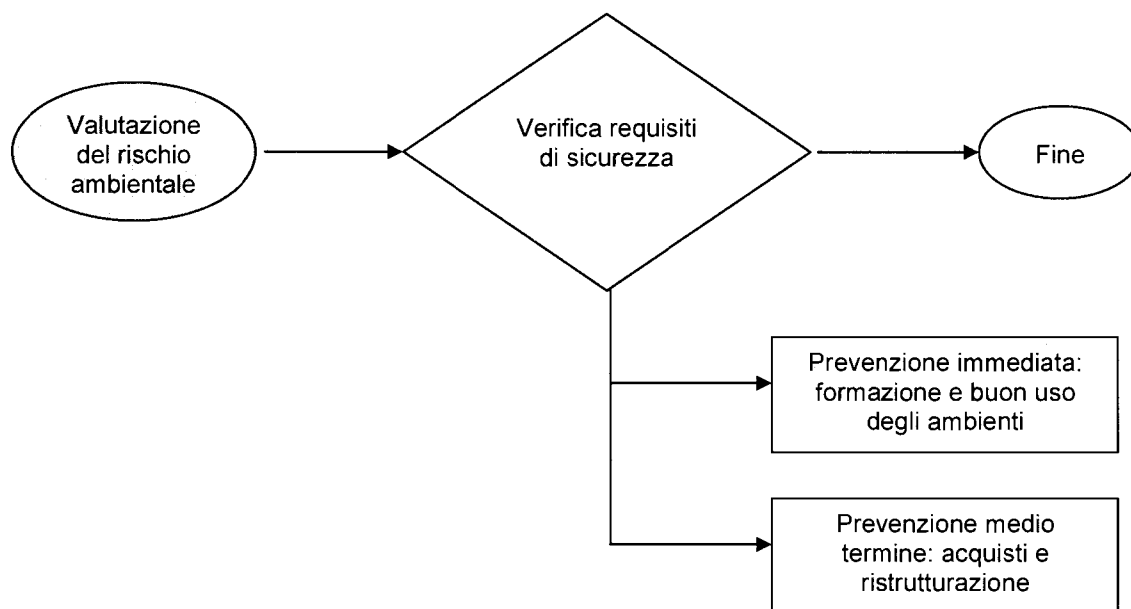 Valutazione
del rischio
ambientale
Verifica requisiti
di sicurezza
Fine
Prevenzione immediata:
formazione e buon uso
degli ambienti
Prevenzione medio
termine: acquisti e
ristrutturazione